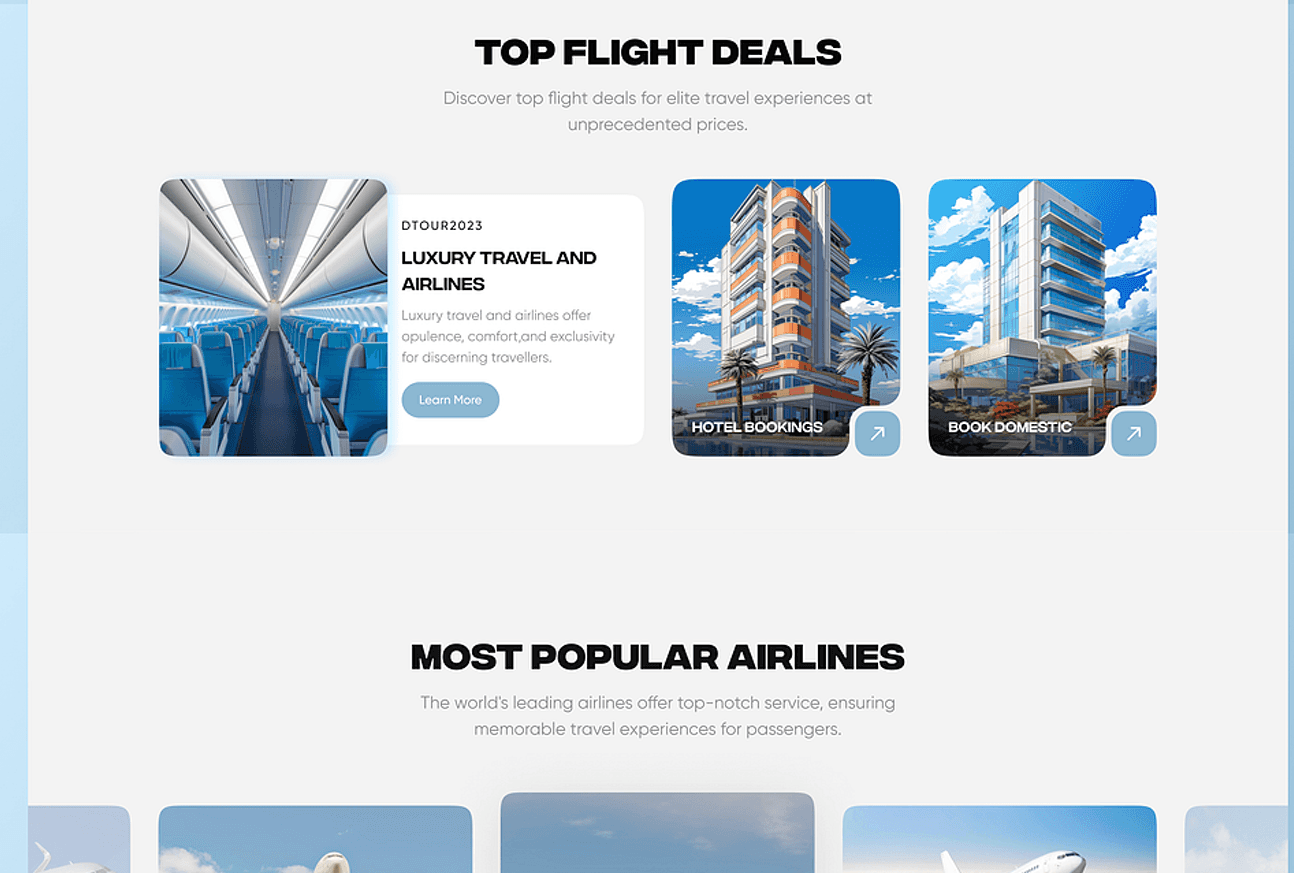 TOP FLIGHT DEALS
Discover top flight deals for elite travel experiences at
unprecedented prices.
DTOUR2023
LUXURY TRAVEL AND
AIRLINES
Luxury travel and airlines offer
opulence, comfort,and exclusivity
for discerning travellers.
Learn More
HOTEL BOOKINGS
BOOK DOMESTIC
MOST POPULAR AIRLINES
The world's leading airlines offer top-notch service, ensuring
memorable travel experiences for passengers.